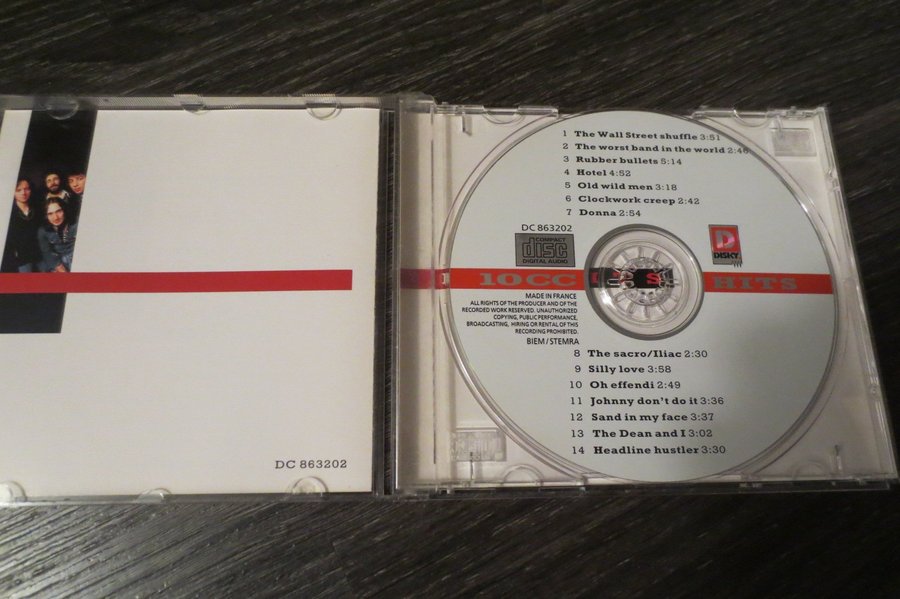 1 The Wall Street shuffle 3:51
2 The worst band in the world 2:46
3 Rubber bullets 5:14
4 Hotel 4:52
5 Old wild men 3:18
6 Clockwork creep 2:42
7 Donna 2:54
DC 863202
COMPACT
disc
DIGITAL AUDIO
D
DISKY
10CC
HITS
MADE IN FRANCE
ALL RIGHTS OF THE PRODUCER AND OF THE
RECORDED WORK RESERVED. UNAUTHORIZED
COPYING, PUBLIC PERFORMANCE,
BROADCASTING, HIRING OR RENTAL OF THIS
RECORDING PROHIBITED.
BIEM/STEMRA
8 The sacro/Iliac 2:30
9 Silly love 3:58
10 Oh effendi 2:49
11 Johnny don't do it 3:36
12 Sand in my face 3:37
13 The Dean and I 3:02
14 Headline hustler 3:30
DC 863202